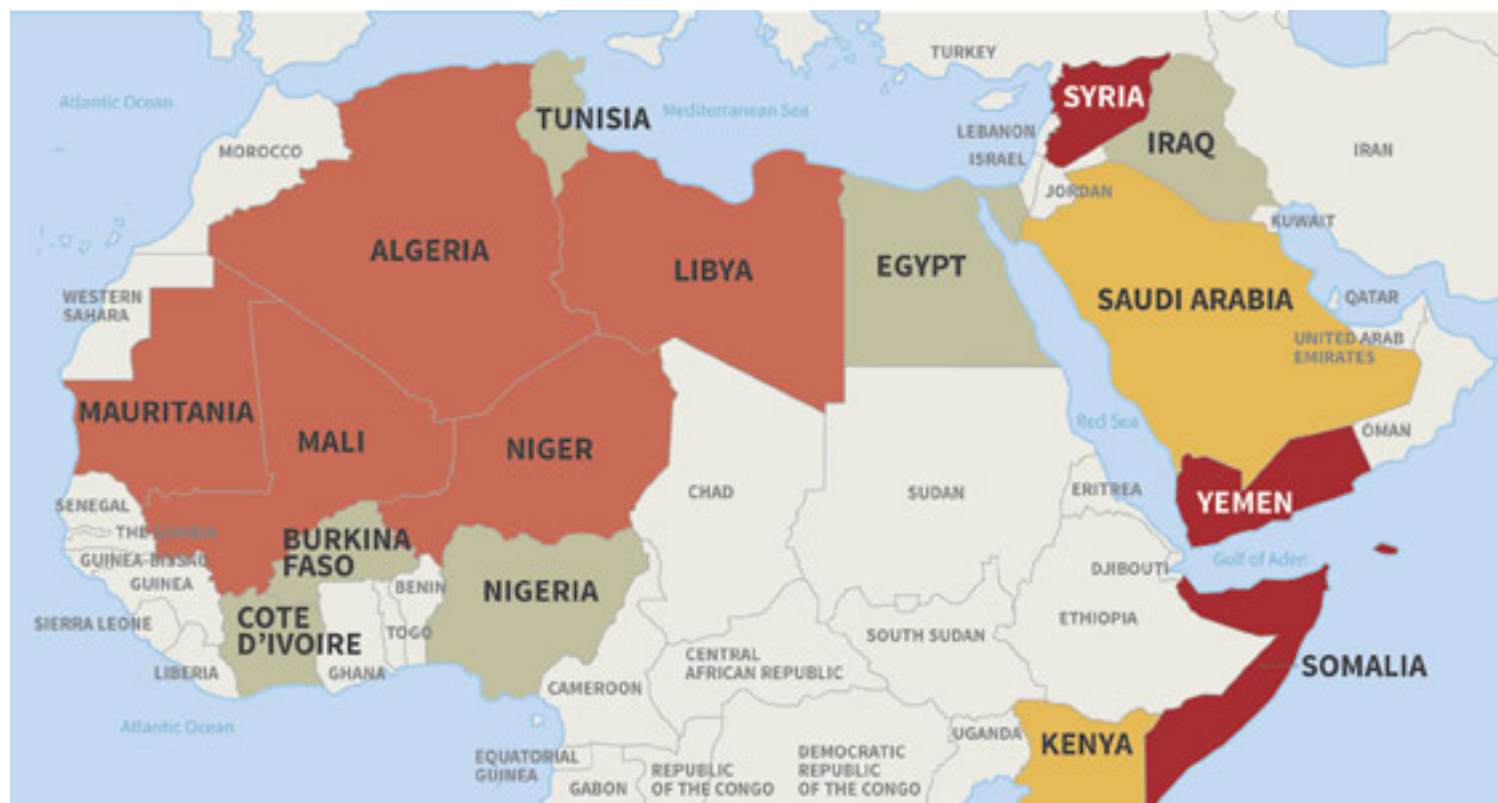 TURKEY
Atlantic Ocean
SYRIA
TUNISIA
Mediterranean Sea
LEBANON
IRAQ
MOROCCO
ISRAEL
IRAN
JORDAN
KUWAIT
ALGERIA
LIBYA
EGYPT
WESTERN
SAHARA
SAUDI ARABIA
QATAR
UNITED ARAB
EMIRATES
MAURITANIA
MALI
NIGER
Red Sea
OMAN
SENEGAL
CHAD
SUDAN
ERITREA
YEMEN
THE GAMBIA
BURKINA
FASO
GUINEA-BISSAU
GUINEA
BENIN
NIGERIA
DJIBOUTI
Gulf of Aden
SIERRA LEONE
COTE
D'IVOIRE
TOGO
SOUTH SUDAN
ETHIOPIA
LIBERIA
GHANA
CENTRAL
AFRICAN REPUBLIC
SOMALIA
CAMEROON
Atlantic Ocean
UGANDA
KENYA
EQUATORIAL
GUINEA
GABON
REPUBLIC
OF THE CONGO
DEMOCRATIC
REPUBLIC
OF THE CONGO